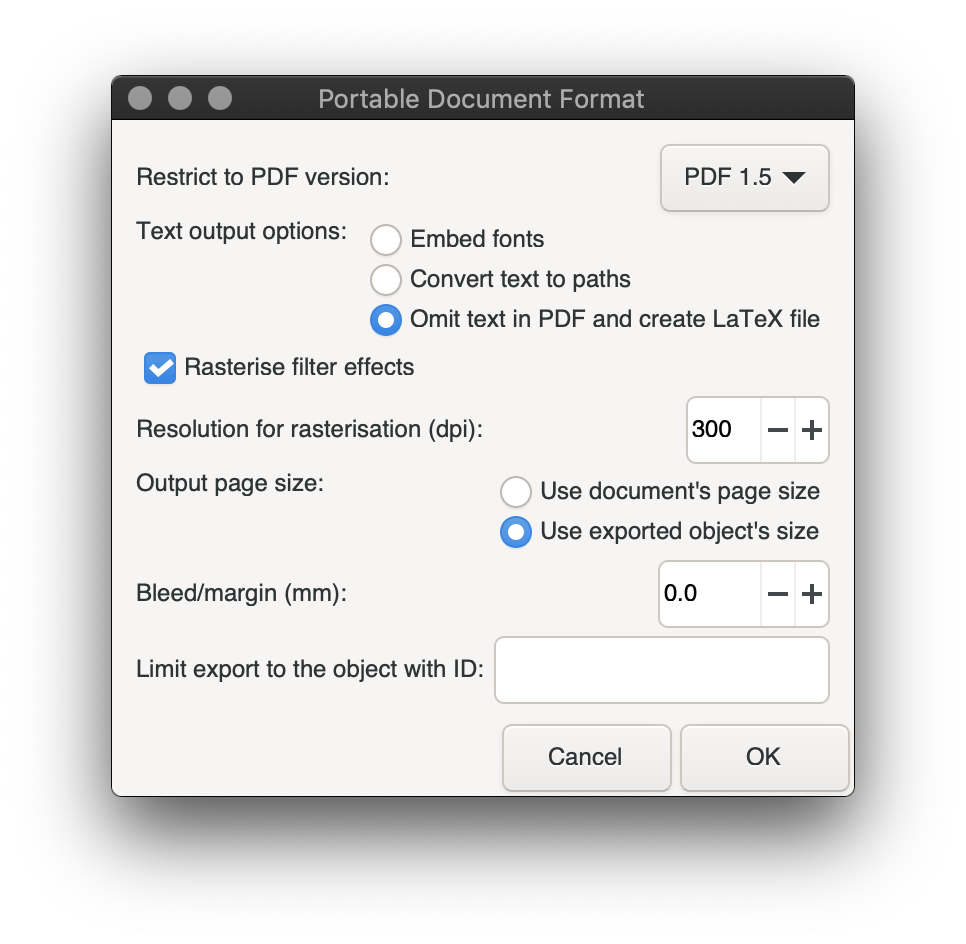 Portable Document Format
Restrict to PDF version: PDF 1.5
Text output options: Embed fonts
Convert text to paths
Omit text in PDF and create LaTeX file
Rasterise filter effects
Resolution for rasterisation (dpi): 300
Output page size: Use document's page size
Use exported object's size
Bleed/margin (mm): 0.0
Limit export to the object with ID:
Cancel OK